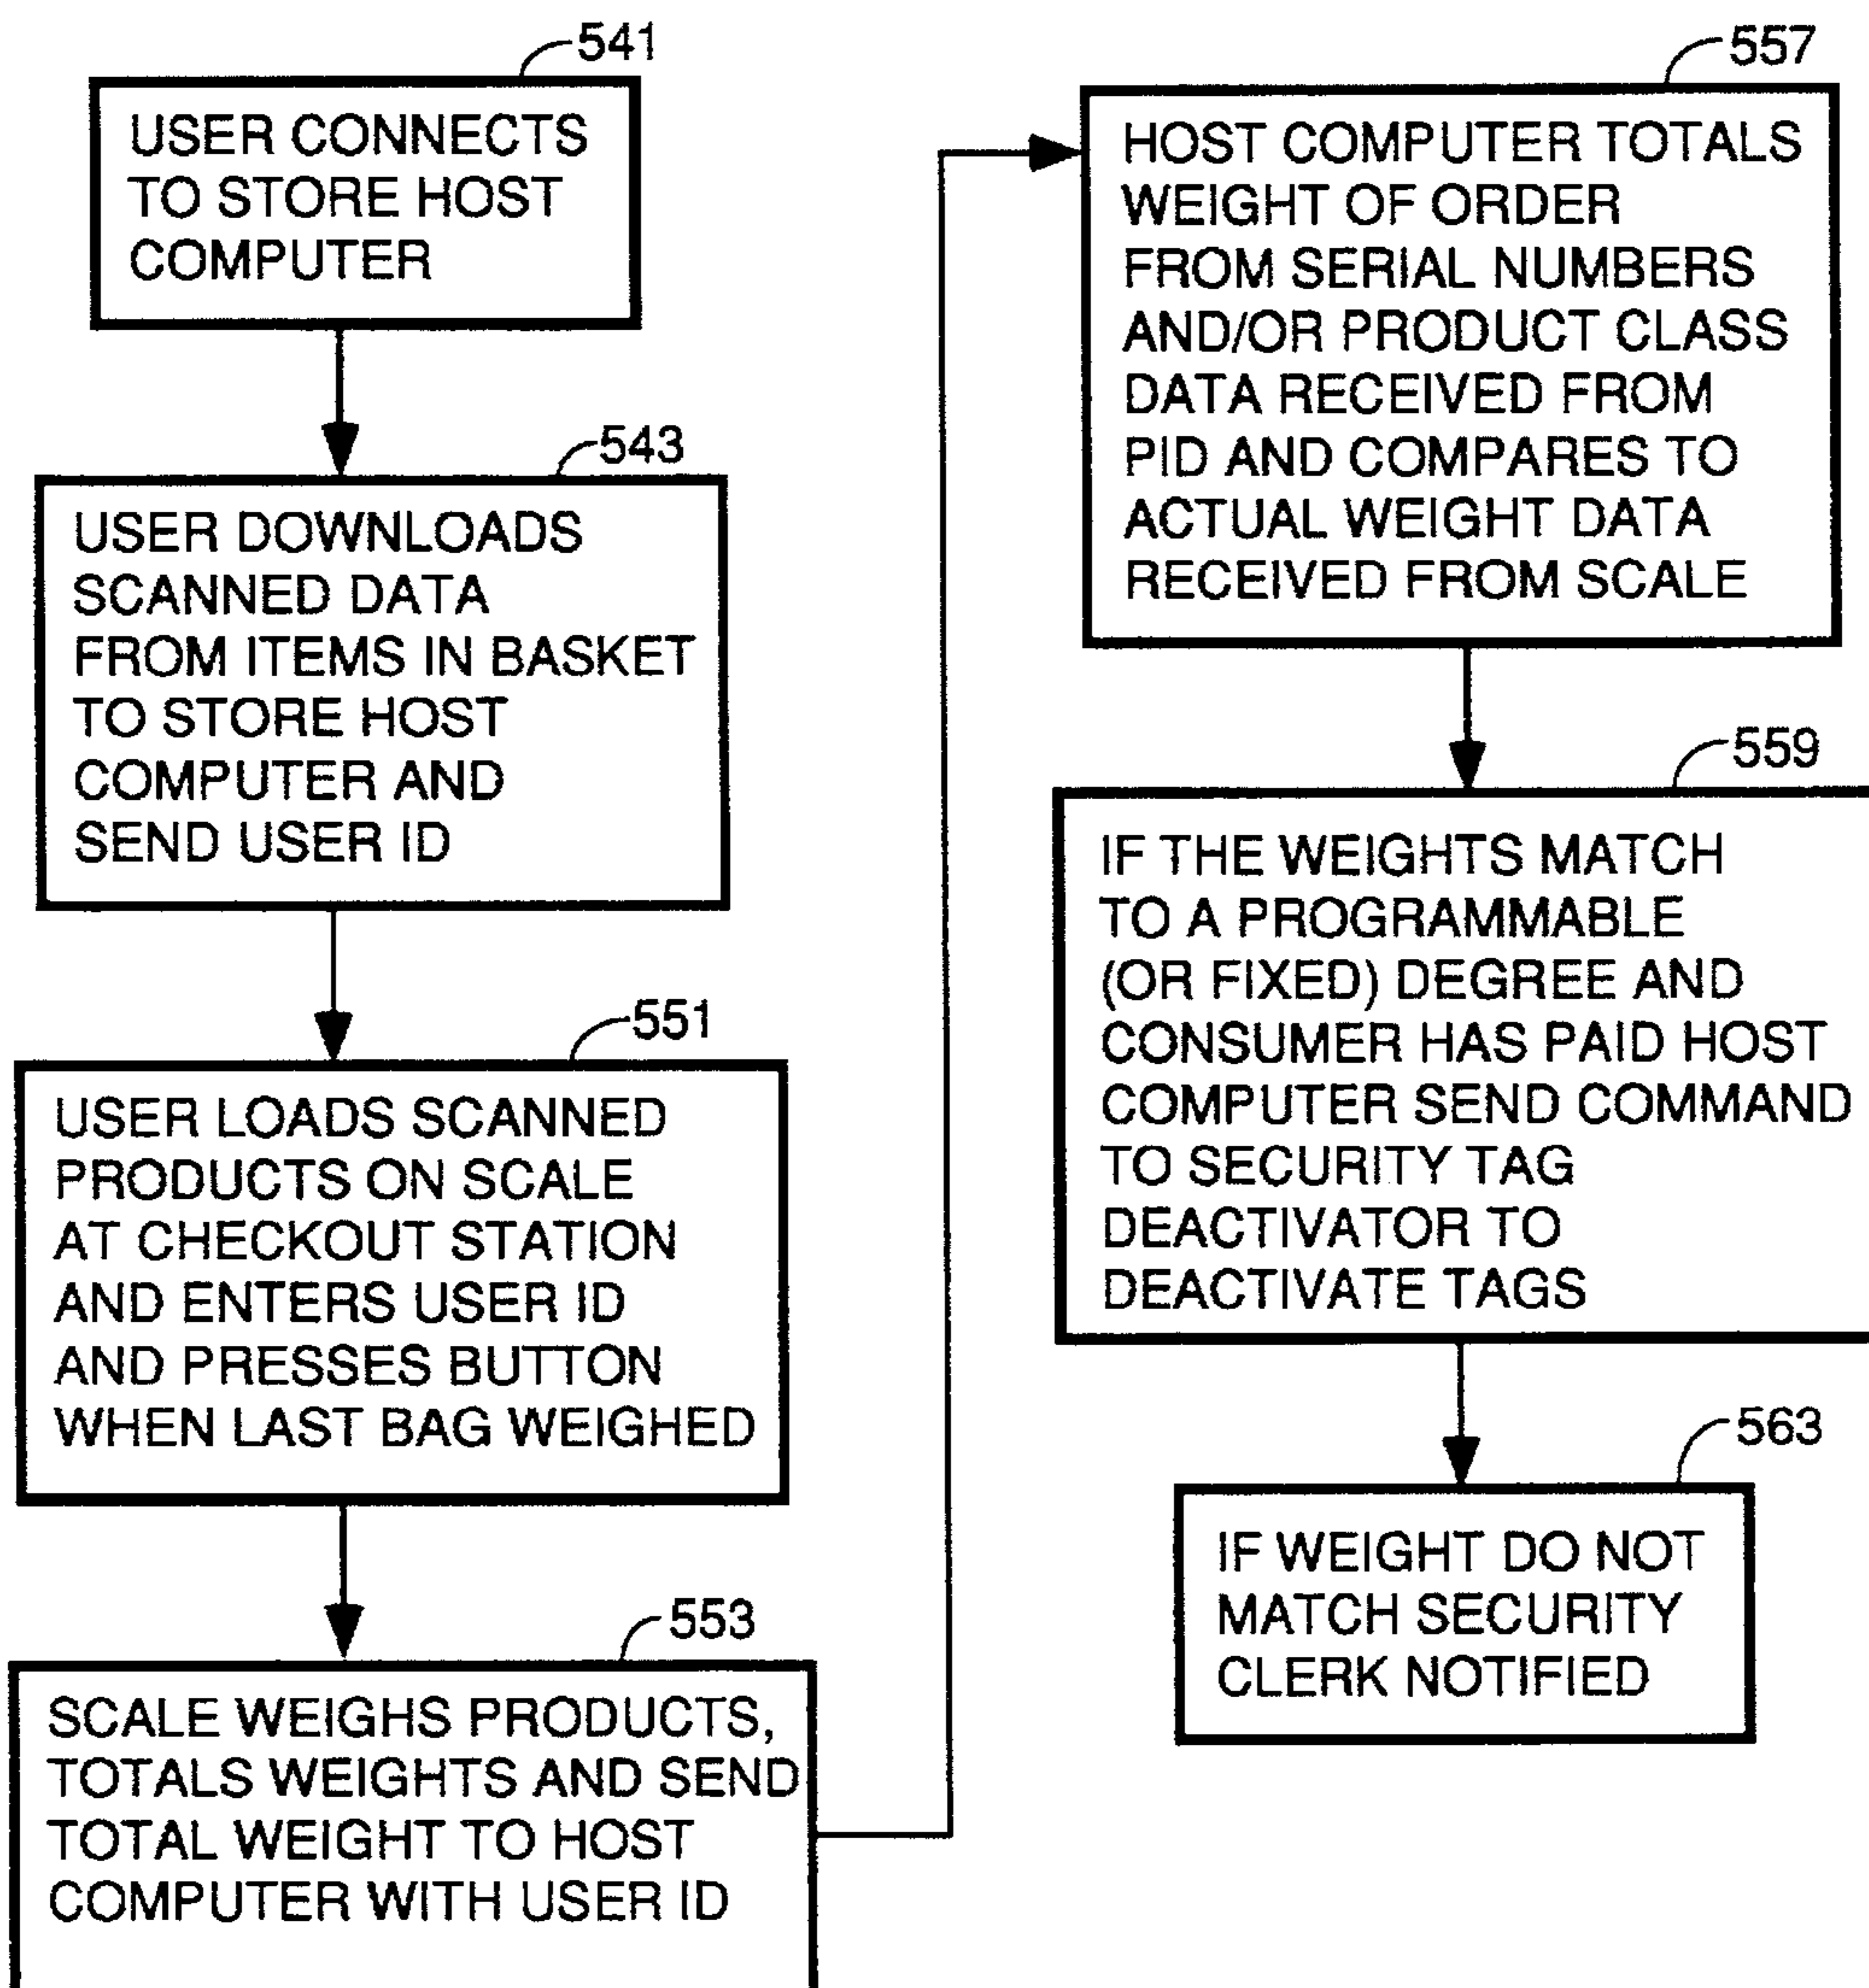 541
USER CONNECTS
TO STORE HOST
COMPUTER
543
USER DOWNLOADS
SCANNED DATA
FROM ITEMS IN BASKET
TO STORE HOST
COMPUTER AND
SEND USER ID
551
USER LOADS SCANNED
PRODUCTS ON SCALE
AT CHECKOUT STATION
AND ENTERS USER ID
AND PRESSES BUTTON
WHEN LAST BAG WEIGHED
553
SCALE WEIGHS PRODUCTS,
TOTALS WEIGHTS AND SEND
TOTAL WEIGHT TO HOST
COMPUTER WITH USER ID
557
HOST COMPUTER TOTALS
WEIGHT OF ORDER
FROM SERIAL NUMBERS
AND/OR PRODUCT CLASS
DATA RECEIVED FROM
PID AND COMPARES TO
ACTUAL WEIGHT DATA
RECEIVED FROM SCALE
559
IF THE WEIGHTS MATCH
TO A PROGRAMMABLE
(OR FIXED) DEGREE AND
CONSUMER HAS PAID HOST
COMPUTER SEND COMMAND
TO SECURITY TAG
DEACTIVATOR TO
DEACTIVATE TAGS
563
IF WEIGHT DO NOT
MATCH SECURITY
CLERK NOTIFIED